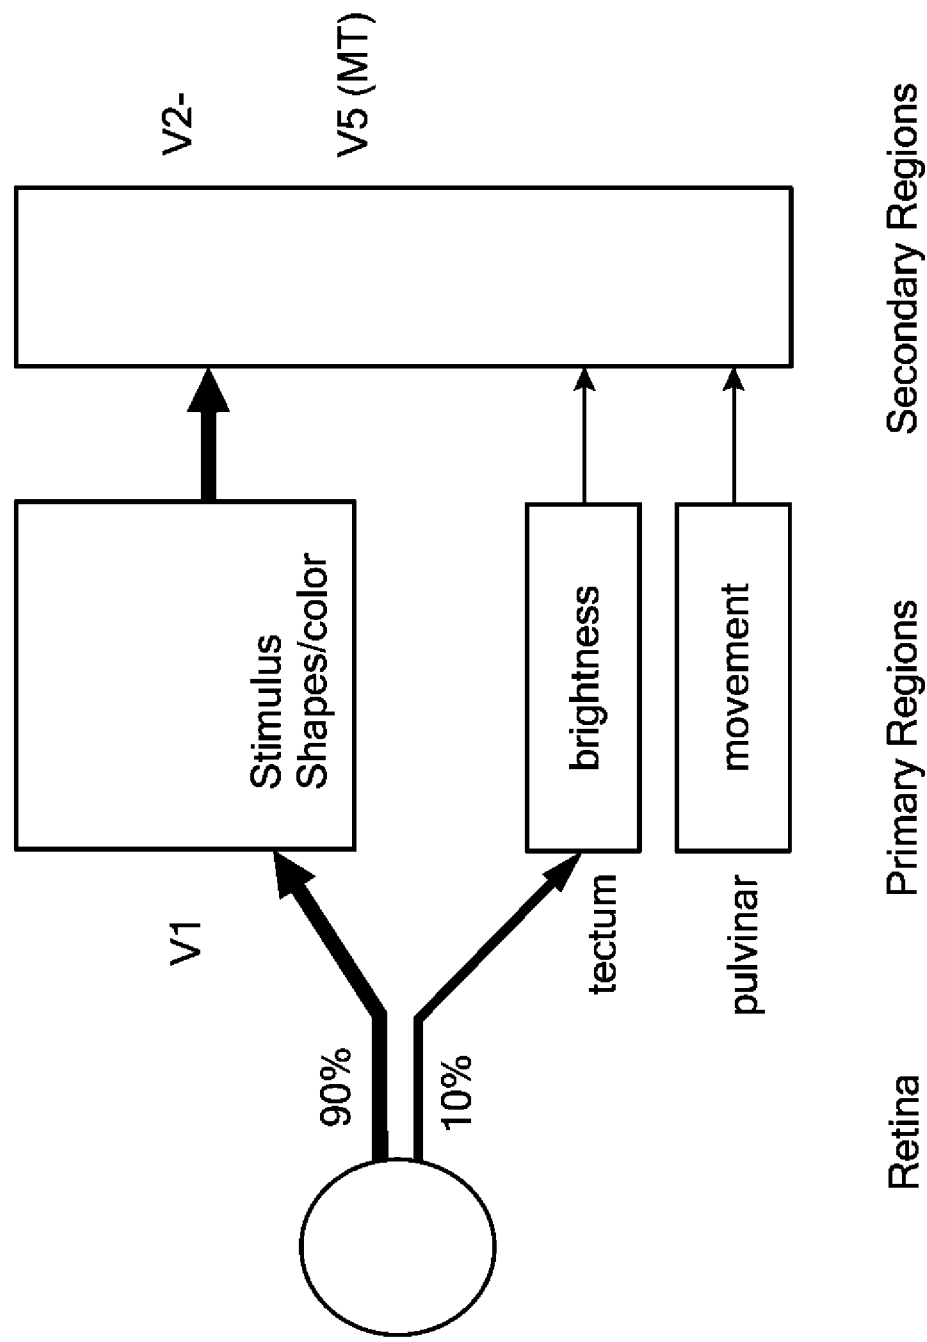 V1
V2-
V5 (MT)
Stimulus
Shapes/color
90%
10%
tectum
brightness
pulvinar
movement
Retina
Primary Regions
Secondary Regions